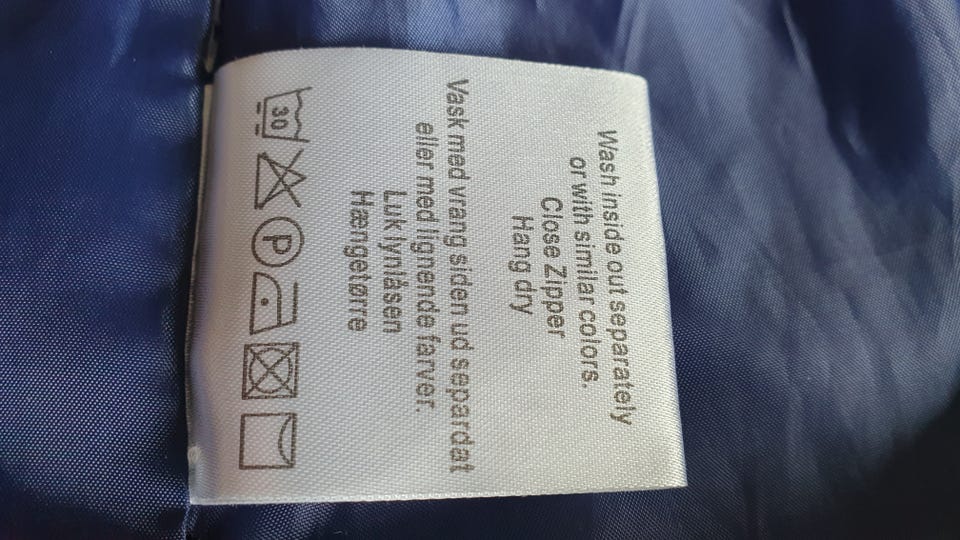 Wash inside out separately
or with similar colors.
Close Zipper
Hang dry
Vask med vrang siden ud separdat
eller med lignende farver.
Luk lynlåsen
Hængetørre
30 P